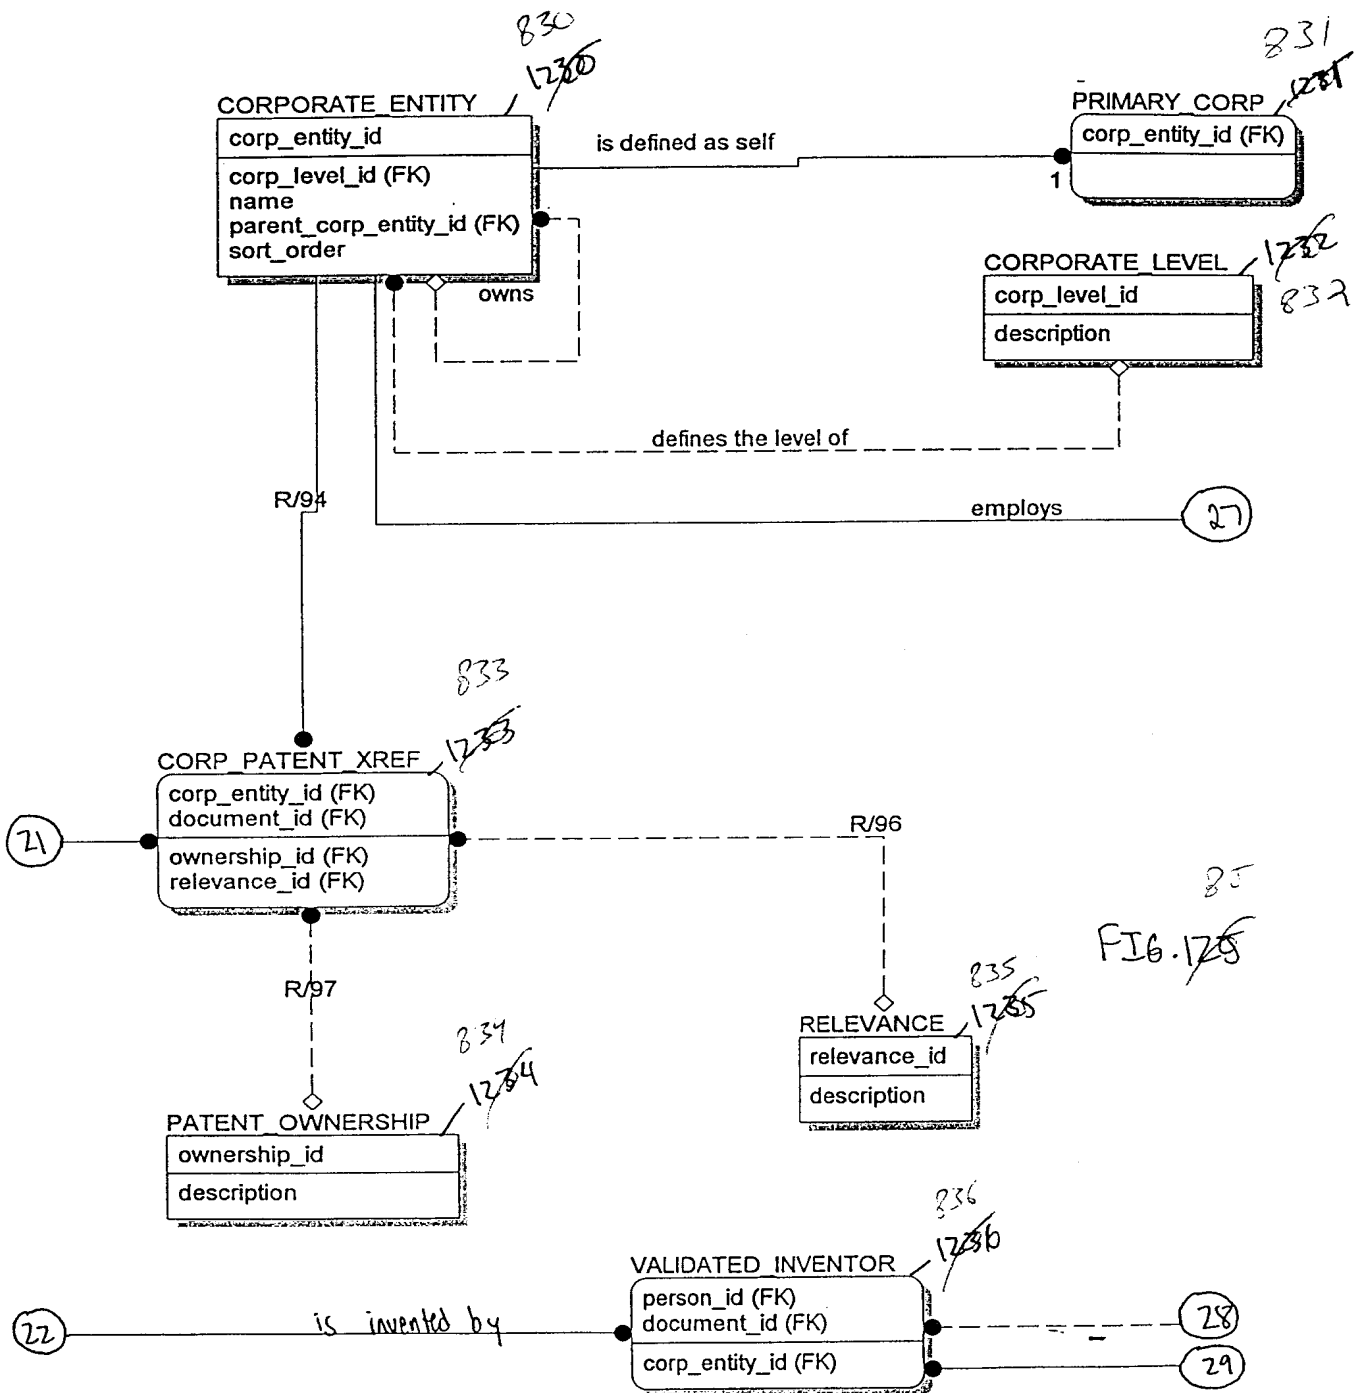 830
1230
CORPORATE_ENTITY
corp_entity_id
corp_level_id (FK)
name
parent_corp_entity_id (FK)
sort_order
is defined as self
831
1231
PRIMARY_CORP
corp_entity_id (FK)
1
owns
CORPORATE_LEVEL
1232
832
corp_level_id
description
defines the level of
R/94
employs
27
833
1233
CORP_PATENT_XREF
corp_entity_id (FK)
document_id (FK)
ownership_id (FK)
relevance_id (FK)
21
R/96
85
FIG. 125
R/97
835
1235
RELEVANCE
relevance_id
description
834
1234
PATENT_OWNERSHIP
ownership_id
description
836
1236
VALIDATED_INVENTOR
person_id (FK)
document_id (FK)
corp_entity_id (FK)
22
is invented by
28
29